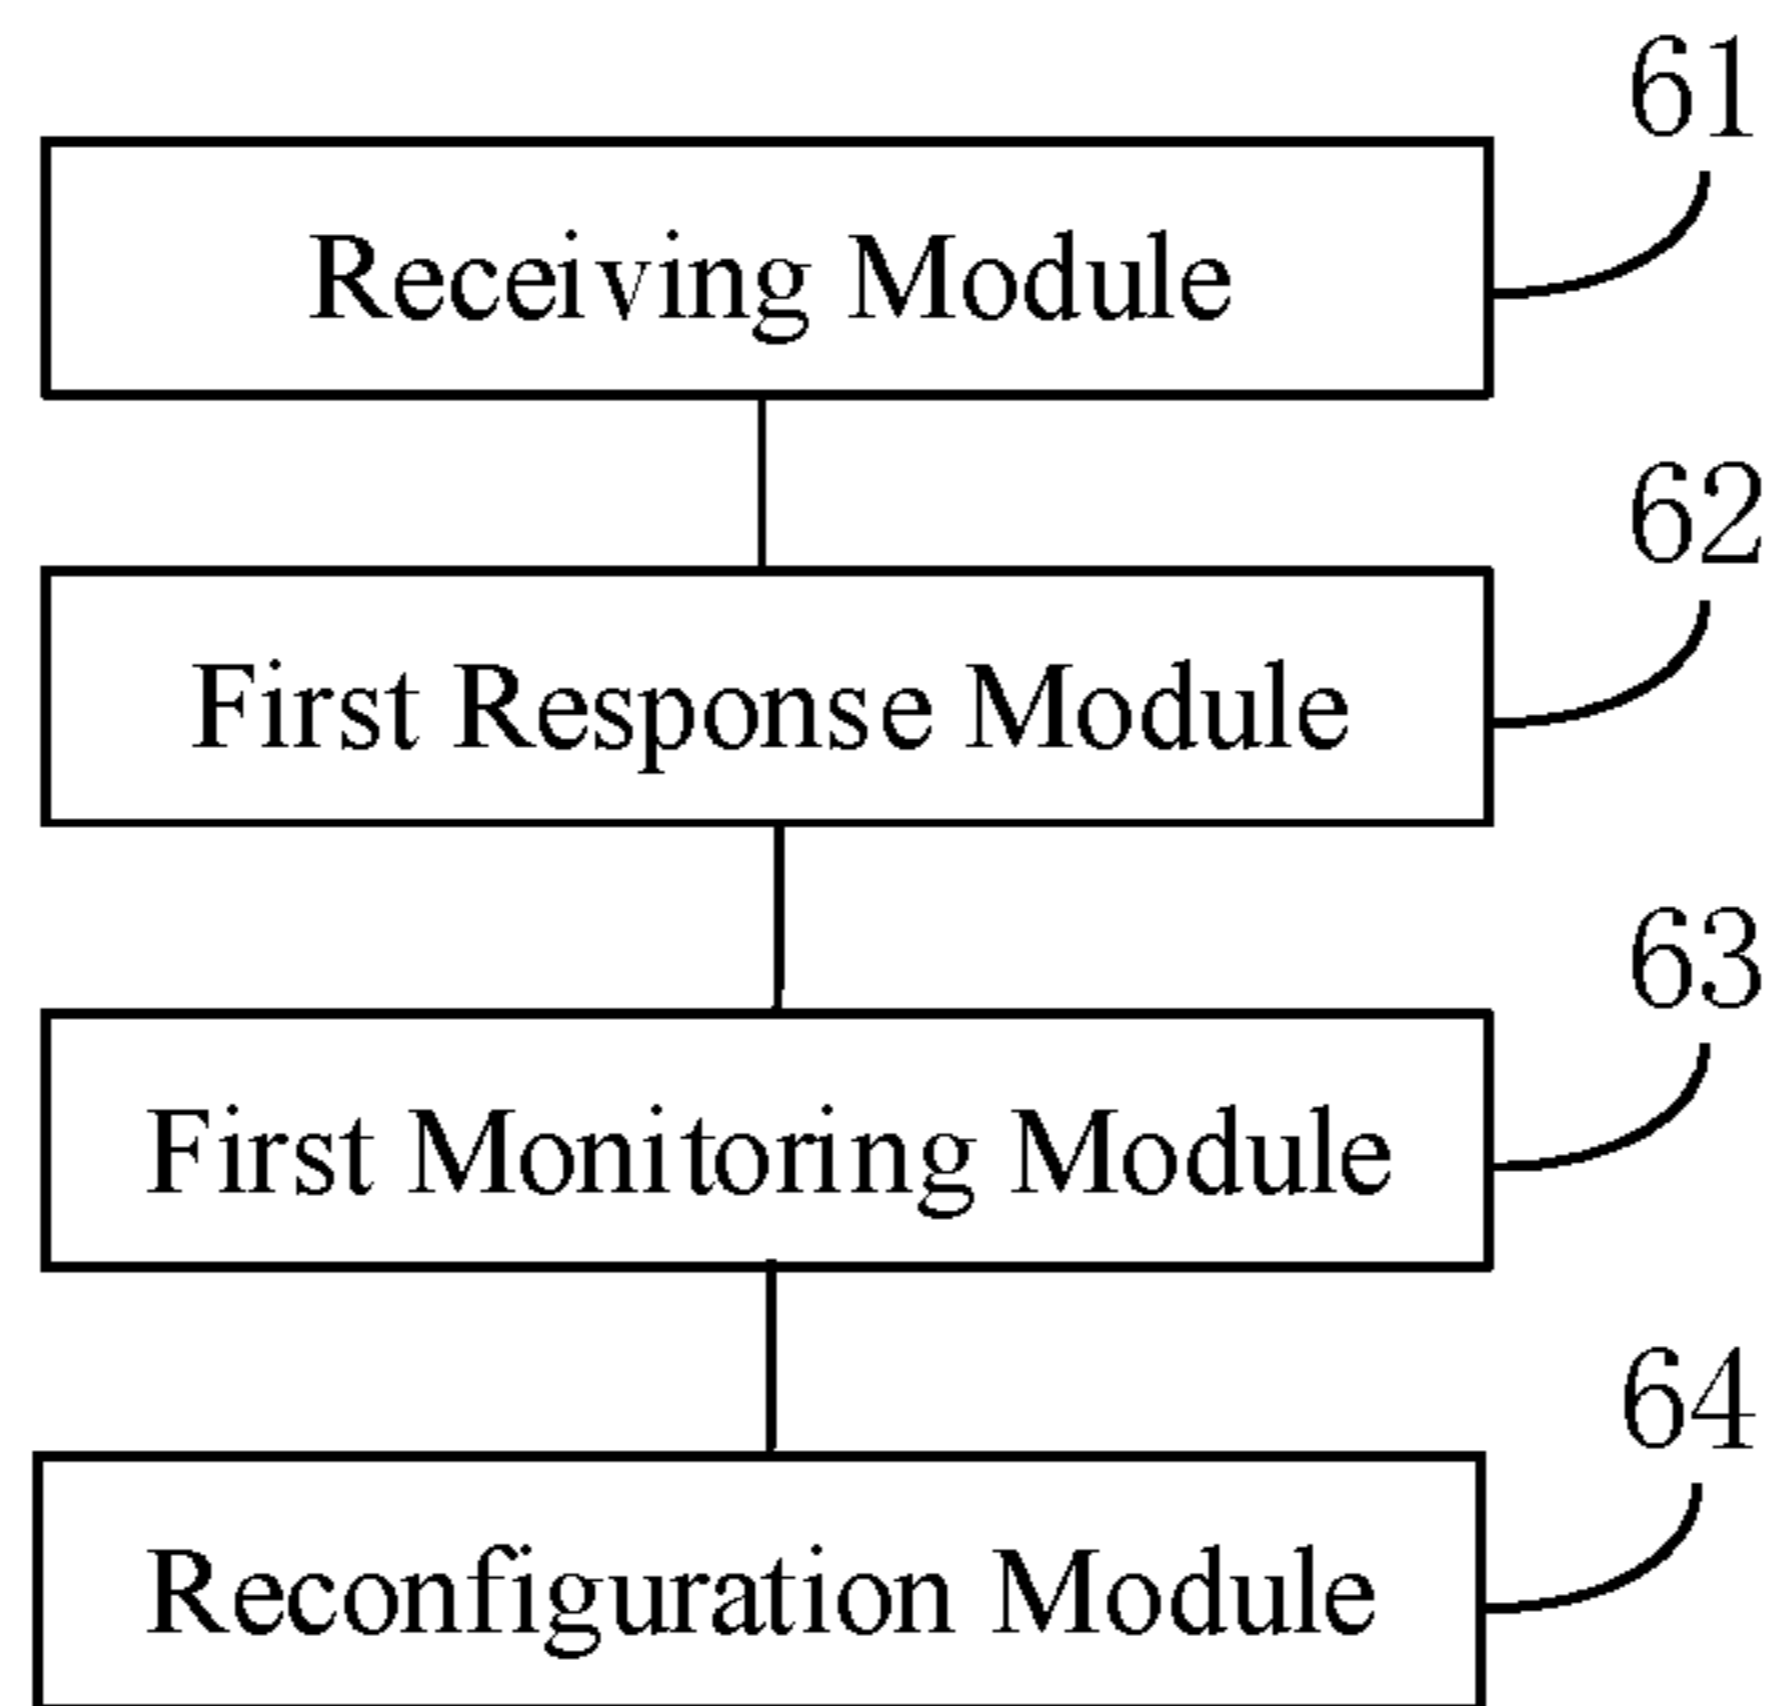 61
Receiving Module
62
First Response Module
63
First Monitoring Module
64
Reconfiguration Module